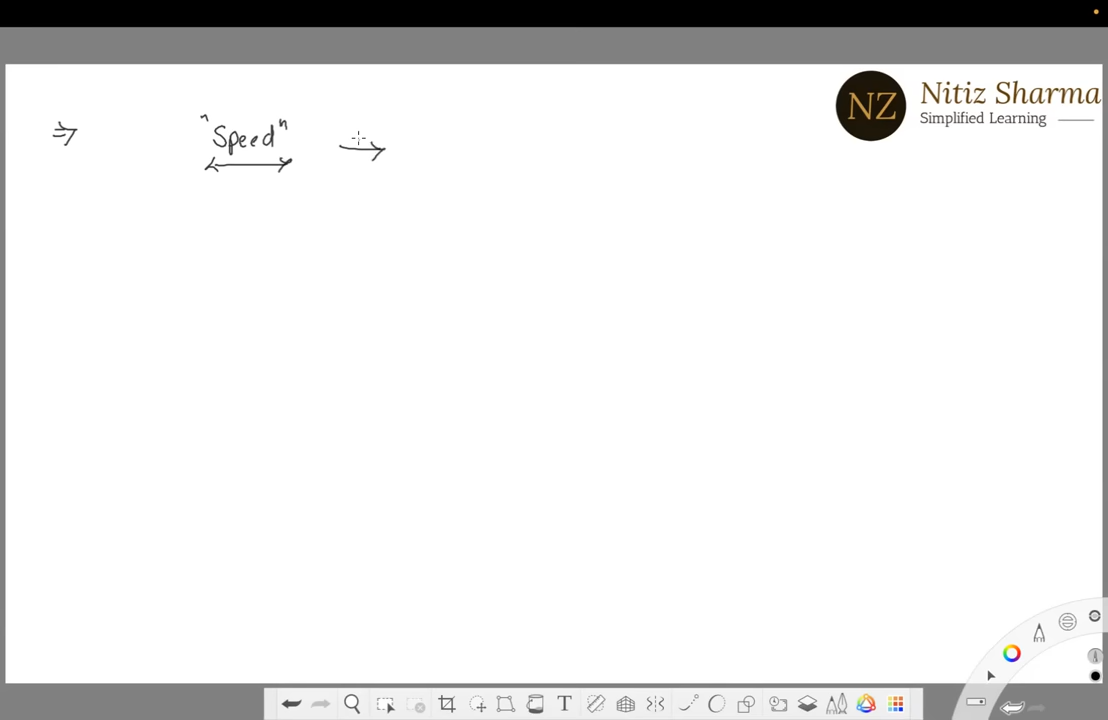 ⇒ "Speed" →
NZ
Nitiz Sharma
Simplified Learning